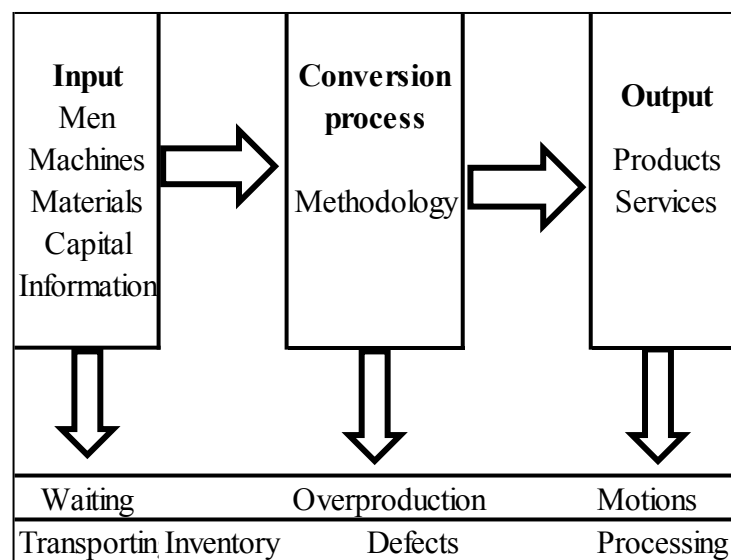 Input
Men
Machines
Materials
Capital
Information
Conversion
process
Methodology
Output
Products
Services
Waiting Overproduction Motions
Transportin Inventory Defects Processing